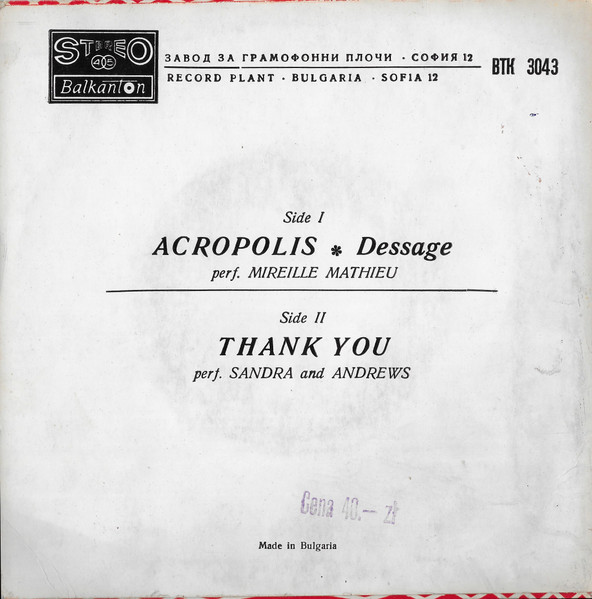 STEREO
45
Balkanton
ЗАВОД ЗА ГРАМОФОННИ ПЛОЧИ · СОФИЯ 12
RECORD PLANT · BULGARIA · SOFIA 12
ВТК 3043
Side I
ACROPOLIS * Dessage
perf. MIREILLE MATHIEU
Side II
THANK YOU
perf. SANDRA and ANDREWS
Cena 40.— zł
Made in Bulgaria